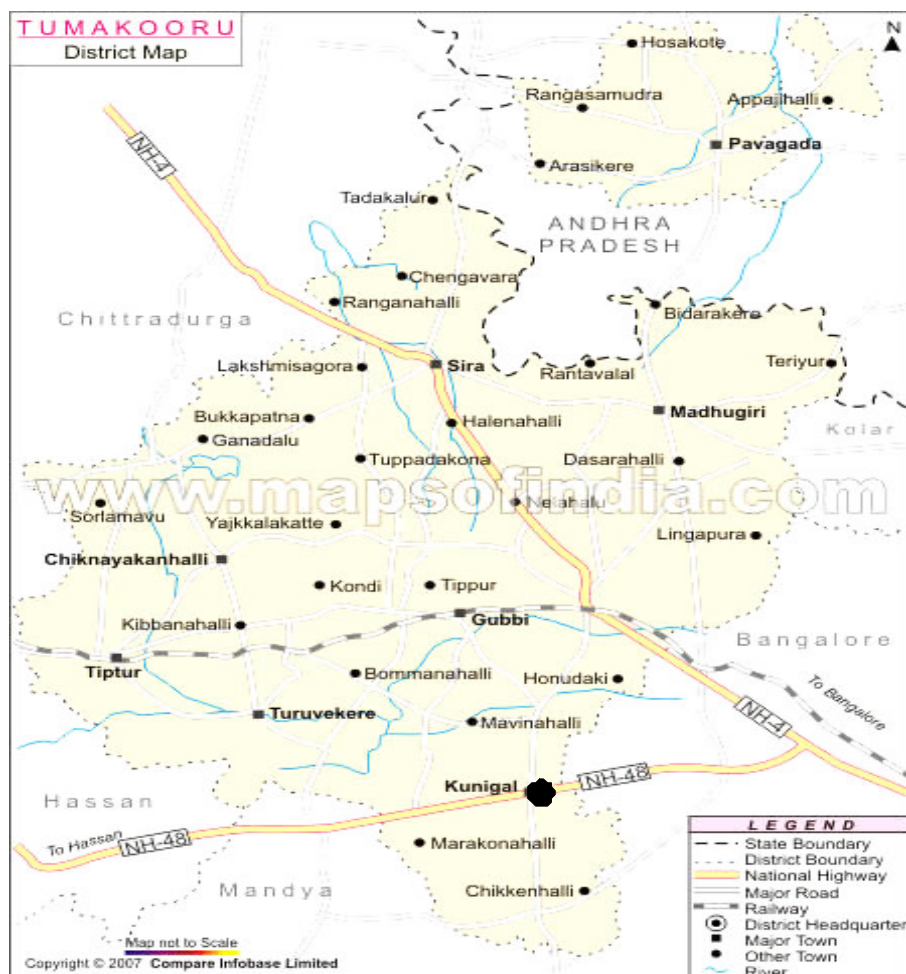 TUMAKOORU
District Map
N
Hosakote
Rangasamudra
Appajihalli
Pavagada
NH-4
Arasikere
Tadakalur
ANDHRA
PRADESH
Chengavara
Ranganahalli
Bidarakere
Chittradurga
Lakshmisagora
Sira
Rantavalal
Teriyur
Bukkapatna
Halenahalli
Madhugiri
Ganadalu
Kolar
Tuppadakona
Dasarahalli
www.mapsofindia.com
Sorlamavu
Nelahalu
Yajkkalakatte
Lingapura
Chiknayakanhalli
Kondi
Tippur
Kibbanahalli
Gubbi
Bangalore
Tiptur
Bommanahalli
Honudaki
To Bangalore
Turuvekere
Mavinahalli
NH-4
Kunigal
NH-48
Hassan
To Hassan
NH-48
Marakonahalli
Mandya
Chikkenhalli
LEGEND
State Boundary
District Boundary
National Highway
Major Road
Railway
District Headquarter
Major Town
Other Town
River
Map not to Scale
Copyright © 2007 Compare Infobase Limited